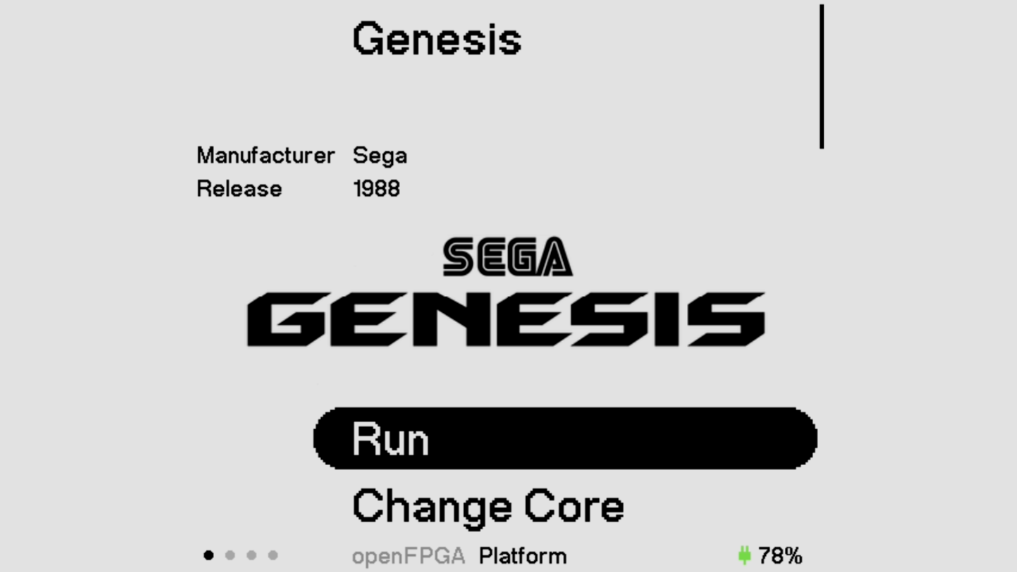 Genesis
Manufacturer Sega
Release 1988
SEGA
GENESIS
Run
Change Core
openFPGA Platform 78%